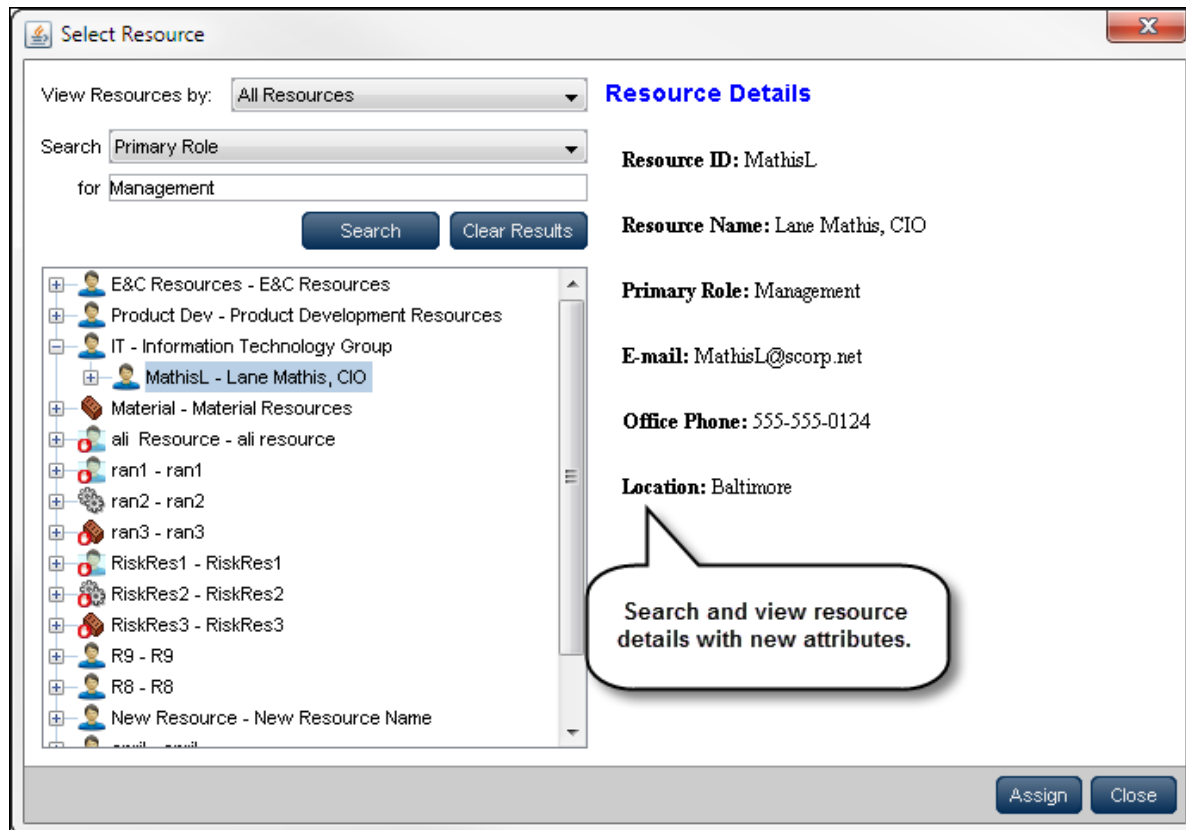 Select Resource
View Resources by: All Resources
Search Primary Role
for Management
Search Clear Results
E&C Resources - E&C Resources
Product Dev - Product Development Resources
IT - Information Technology Group
MathisL - Lane Mathis, CIO
Material - Material Resources
ali Resource - ali resource
ran1 - ran1
ran2 - ran2
ran3 - ran3
RiskRes1 - RiskRes1
RiskRes2 - RiskRes2
RiskRes3 - RiskRes3
R9 - R9
R8 - R8
New Resource - New Resource Name
Resource Details
Resource ID: MathisL
Resource Name: Lane Mathis, CIO
Primary Role: Management
E-mail: MathisL@scorp.net
Office Phone: 555-555-0124
Location: Baltimore
Search and view resource
details with new attributes.
Assign Close